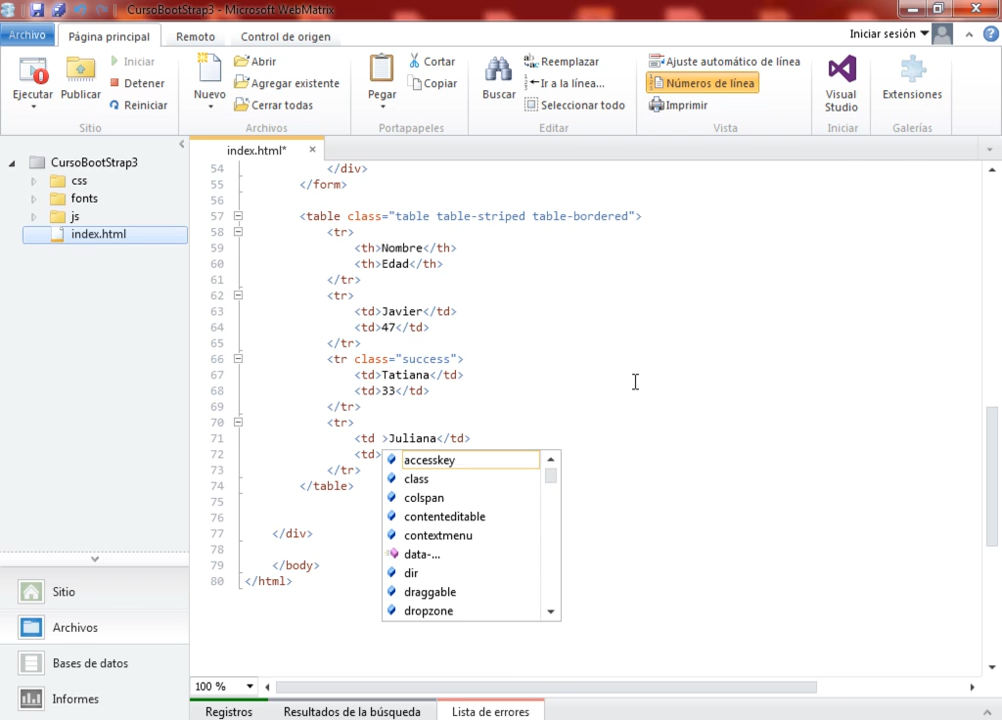 CursoBootStrap3 - Microsoft WebMatrix
Archivo Página principal Remoto Control de origen Iniciar sesión
Iniciar Abrir Cortar Reemplazar Ajuste automático de línea
Detener Agregar existente Copiar Ir a la línea... Números de línea
Ejecutar Publicar Reiniciar Nuevo Cerrar todas Pegar Buscar Seleccionar todo Imprimir Visual Studio Extensiones
Sitio Archivos Portapapeles Editar Vista Iniciar Galerías
index.html*
CursoBootStrap3
css
fonts
js
index.html
54 </div>
55 </form>
56
57 <table class="table table-striped table-bordered">
58 <tr>
59 <th>Nombre</th>
60 <th>Edad</th>
61 </tr>
62 <tr>
63 <td>Javier</td>
64 <td>47</td>
65 </tr>
66 <tr class="success">
67 <td>Tatiana</td>
68 <td>33</td>
69 </tr>
70 <tr>
71 <td >Juliana</td>
72 <td>
73 </tr>
74 </table>
75
76
77 </div>
78
79 </body>
80 </html>
accesskey
class
colspan
contenteditable
contextmenu
data-...
dir
draggable
dropzone
Sitio
Archivos
Bases de datos
Informes
100 %
Registros Resultados de la búsqueda Lista de errores